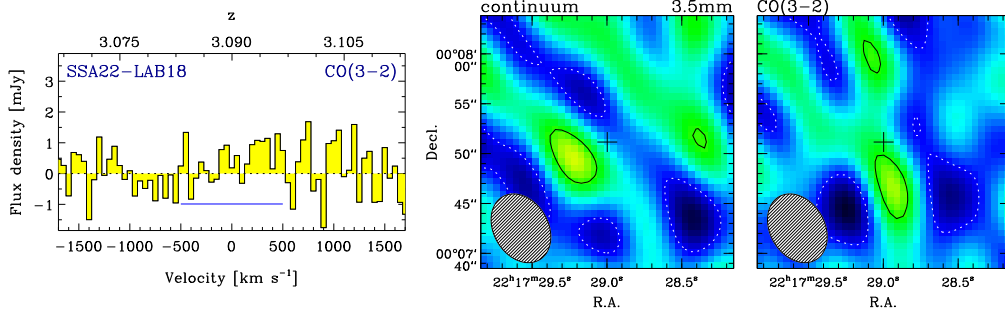 z
3.075 3.090 3.105
SSA22-LAB18 CO(3-2)
Flux density [mJy]
3
2
1
0
-1
-1500 -1000 -500 0 500 1000 1500
Velocity [km s⁻¹]
continuum 3.5mm
Decl.
00°08′00″
55″
50″
45″
00°07′40″
22ʰ17ᵐ29.5ˢ 29.0ˢ 28.5ˢ
R.A.
CO(3-2)
22ʰ17ᵐ29.5ˢ 29.0ˢ 28.5ˢ
R.A.